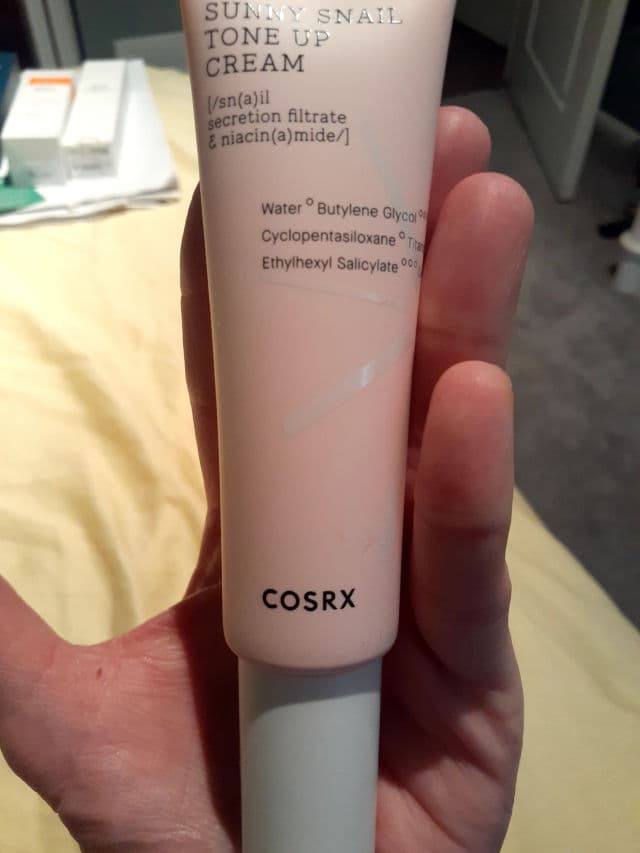 SUNNY SNAIL
TONE UP
CREAM
[/sn(a)il
secretion filtrate
& niacin(a)mide/]
Water ° Butylene Glycol °°
Cyclopentasiloxane °
Ethylhexyl Salicylate °°°
COSRX